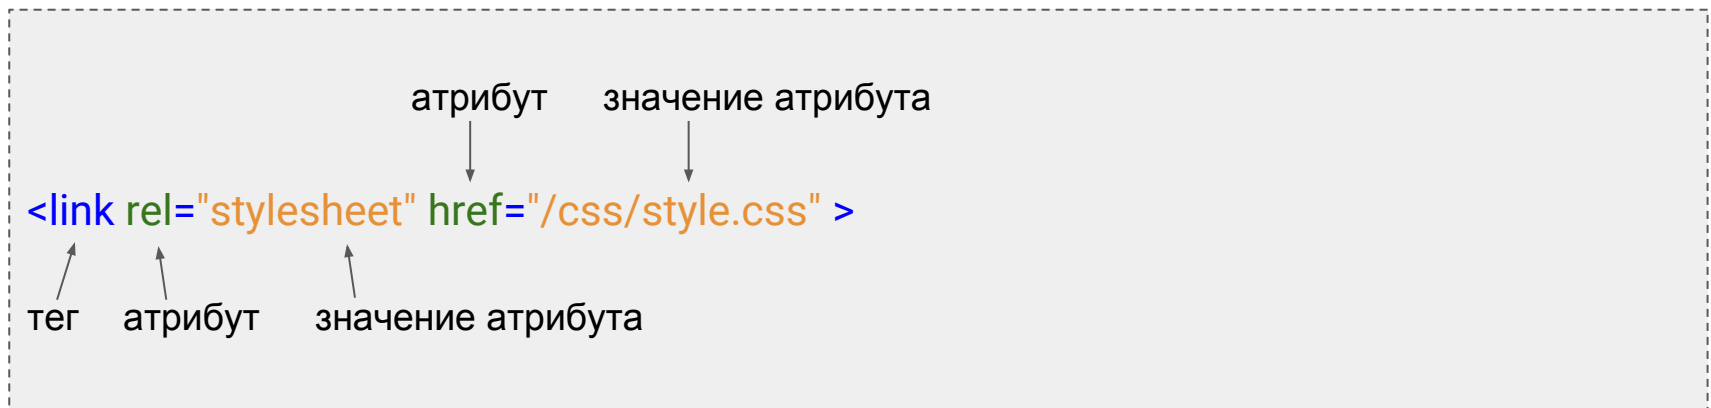 атрибут значение атрибута
<link rel="stylesheet" href="/css/style.css" >
тег атрибут значение атрибута